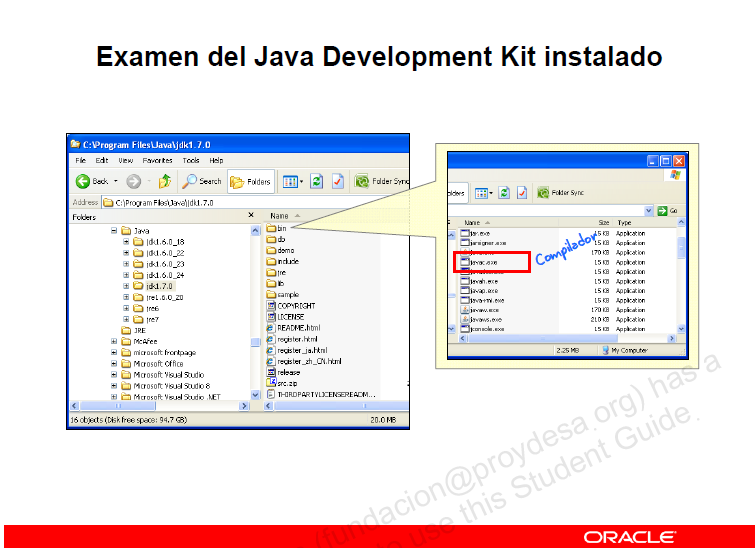 Examen del Java Development Kit instalado
C:\Program Files\Java\jdk1.7.0
File Edit View Favorites Tools Help
Back Search Folders Folder Sync
Address C:\Program Files\Java\jdk1.7.0
Folders × Name
Java
jdk1.6.0_18
jdk1.6.0_22
jdk1.6.0_23
jdk1.6.0_24
jdk1.7.0
jre1.6.0_20
jre6
jre7
JRE
McAfee
microsoft frontpage
Microsoft Office
Microsoft Visual Studio
Microsoft Visual Studio 8
Microsoft Visual Studio .NET
bin
db
demo
include
jre
lib
sample
COPYRIGHT
LICENSE
README.html
register.html
register_ja.html
register_zh_CN.html
release
src.zip
THIRDPARTYLICENSEREADM...
16 objects (Disk free space: 94.7 GB) 20.0 MB
olders Folder Sync
Go
Name Size Type
jar.exe 15 KB Application
jarsigner.exe 15 KB Application
170 KB Application
javac.exe 15 KB Application
Compilador
15 KB Application
javah.exe 15 KB Application
javap.exe 15 KB Application
java-rmi.exe 15 KB Application
javaw.exe 170 KB Application
javaws.exe 210 KB Application
jconsole.exe 15 KB Application
2.25 MB My Computer
(fundacion@proydesa.org) has a
to use this Student Guide.
ORACLE